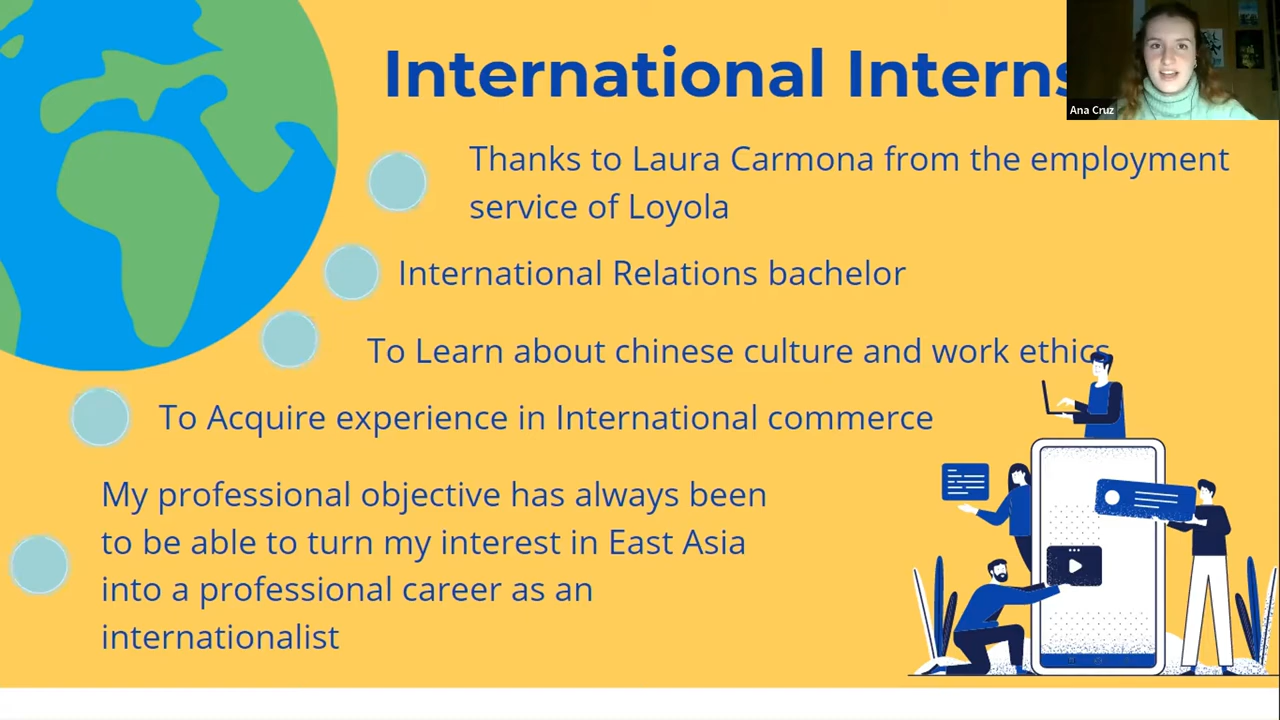 International Interns
Ana Cruz
Thanks to Laura Carmona from the employment
service of Loyola
International Relations bachelor
To Learn about chinese culture and work ethics
To Acquire experience in International commerce
My professional objective has always been
to be able to turn my interest in East Asia
into a professional career as an
internationalist